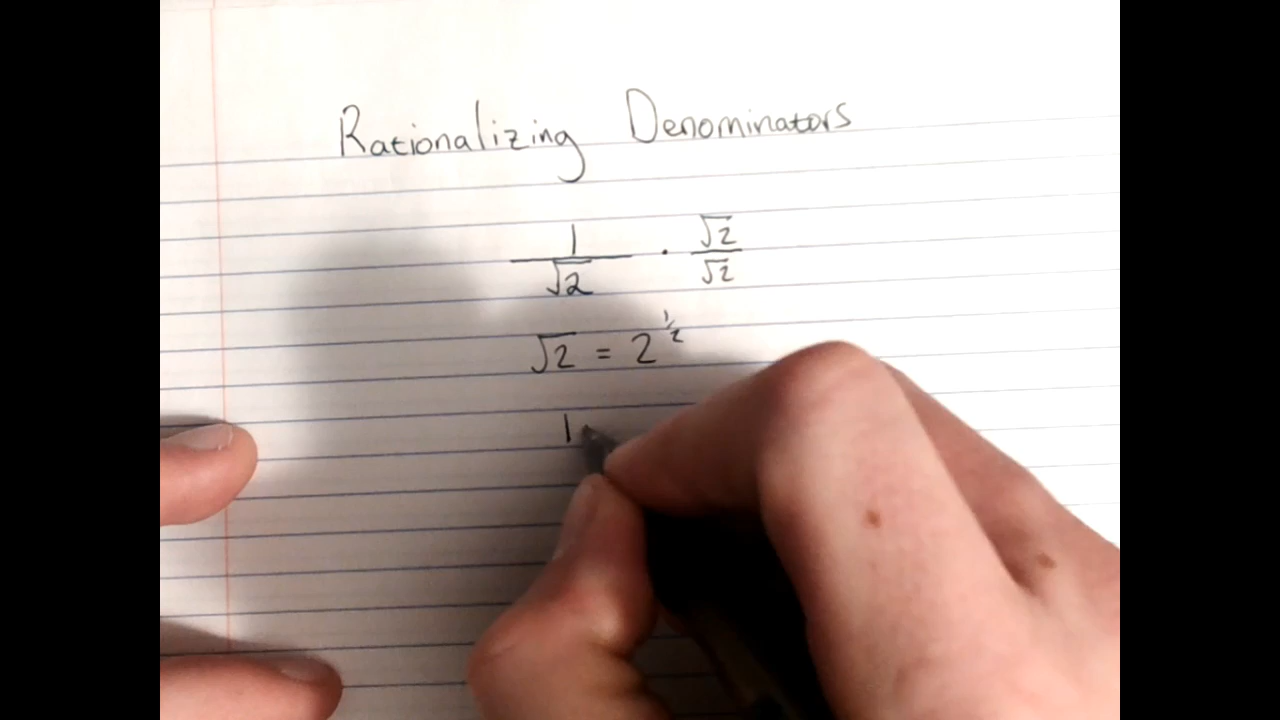 Rationalizing Denominators
1/√2 · √2/√2
√2 = 2^1/2
1